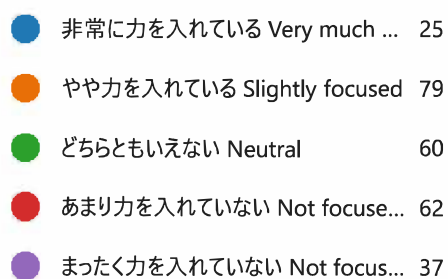 非常に力を入れている Very much ... 25
やや力を入れている Slightly focused 79
どちらともいえない Neutral 60
あまり力を入れていない Not focuse... 62
まったく力を入れていない Not focus... 37